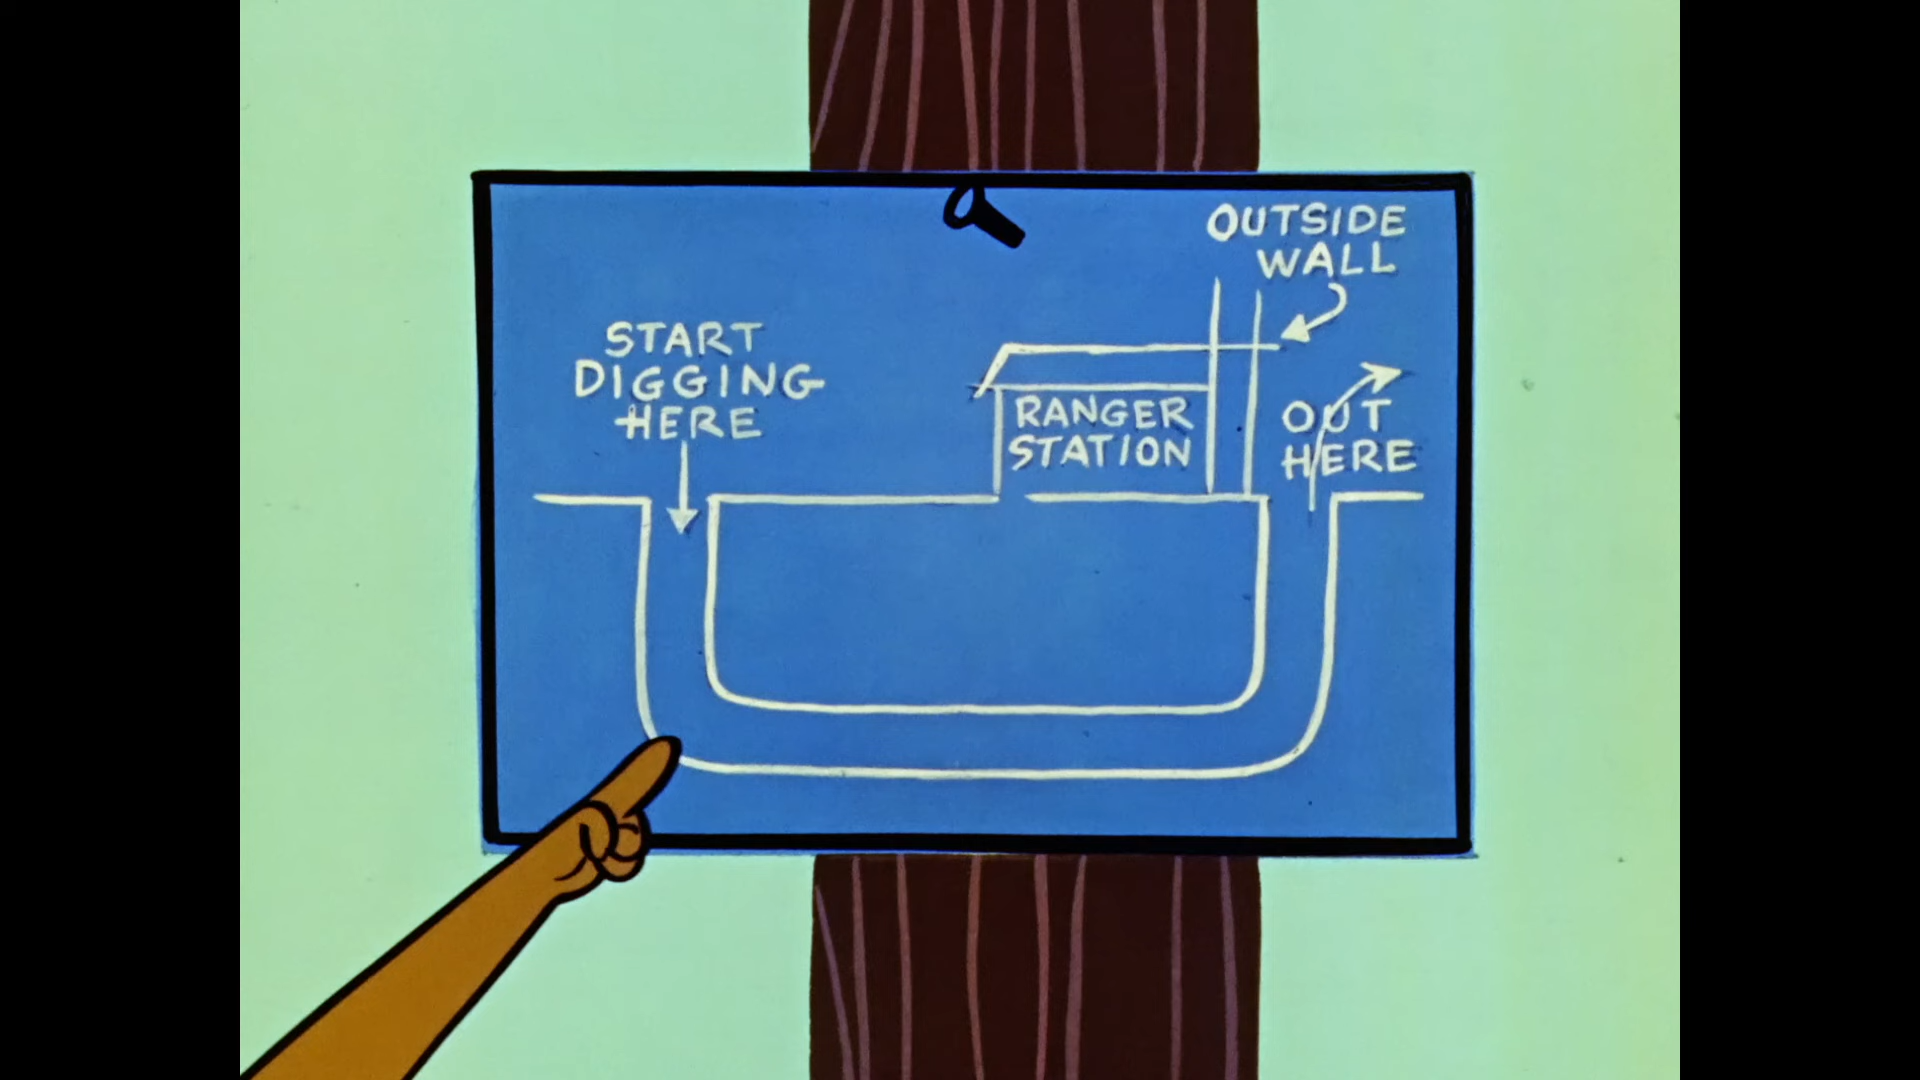 OUTSIDE
WALL
START
DIGGING
HERE
RANGER
STATION
OUT
HERE